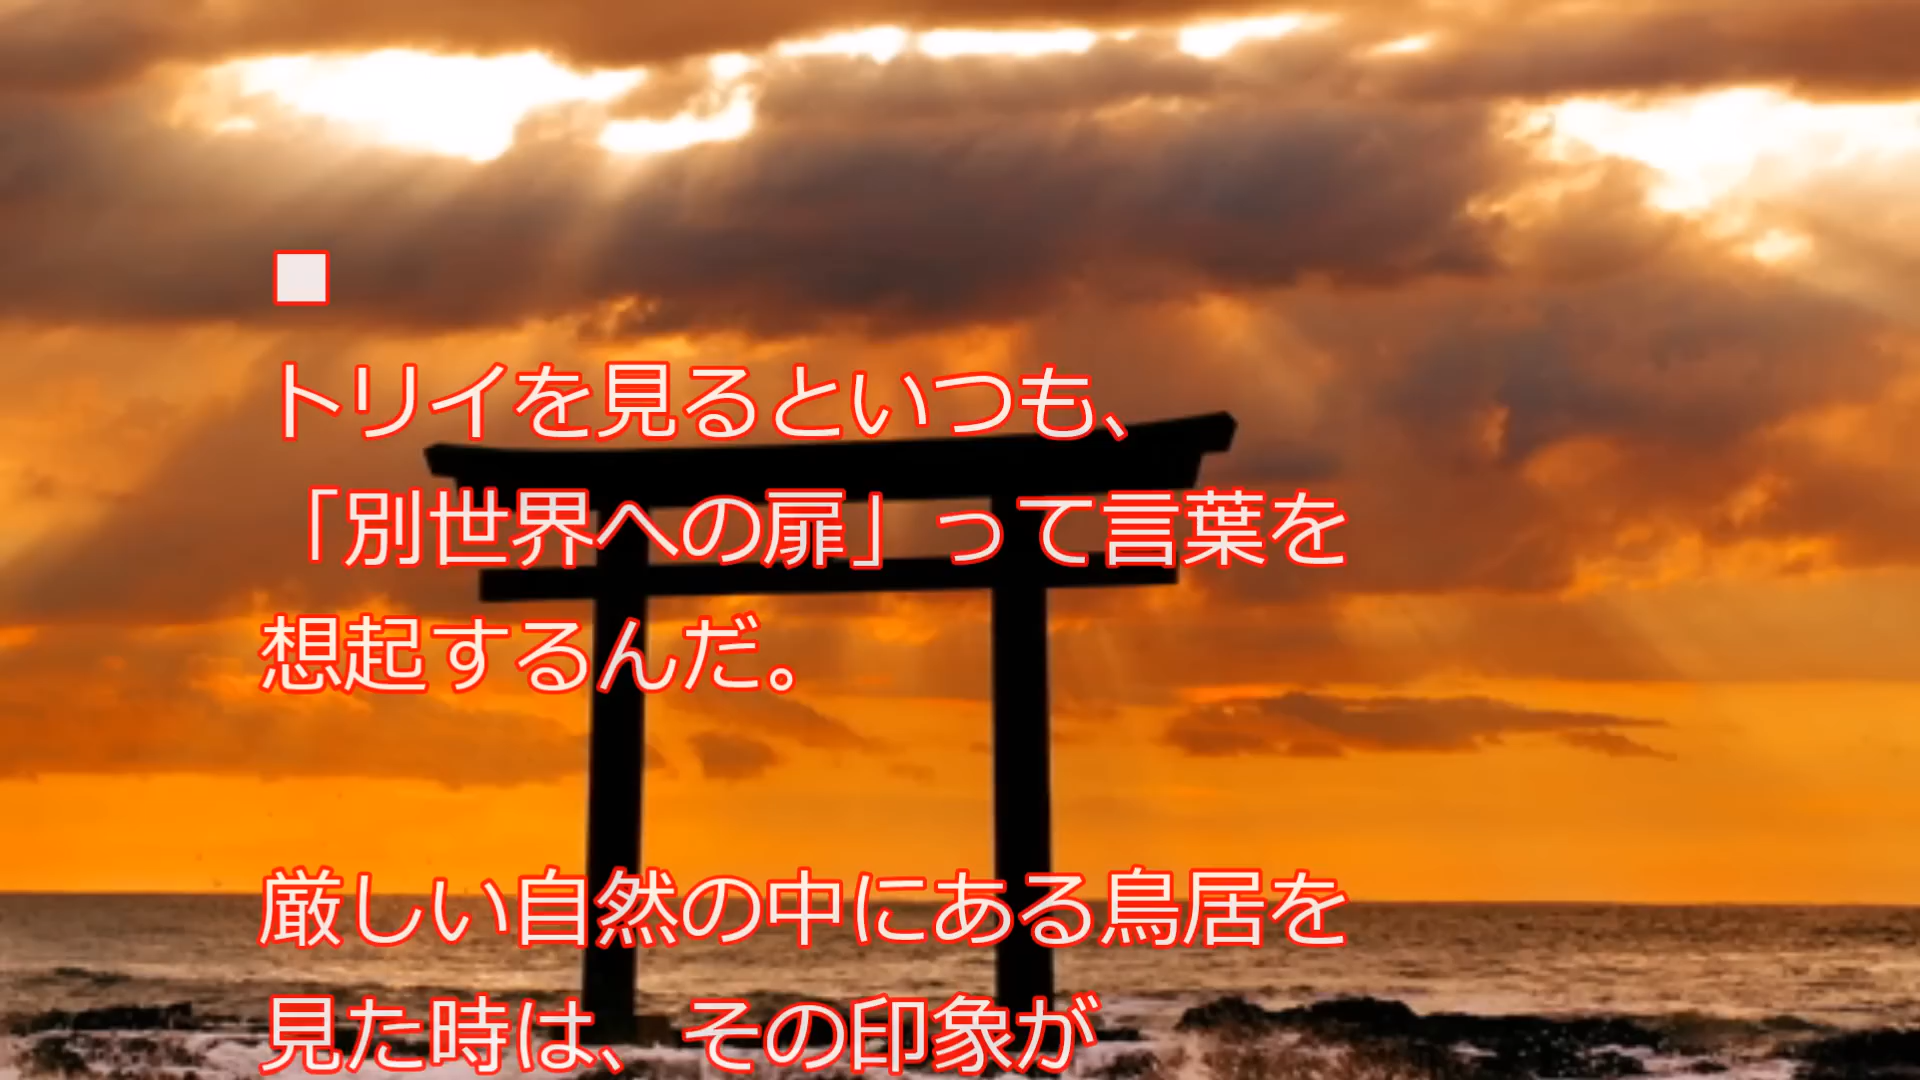 ■
トリイを見るといつも、
「別世界への扉」って言葉を
想起するんだ。
厳しい自然の中にある鳥居を
見た時は、その印象が